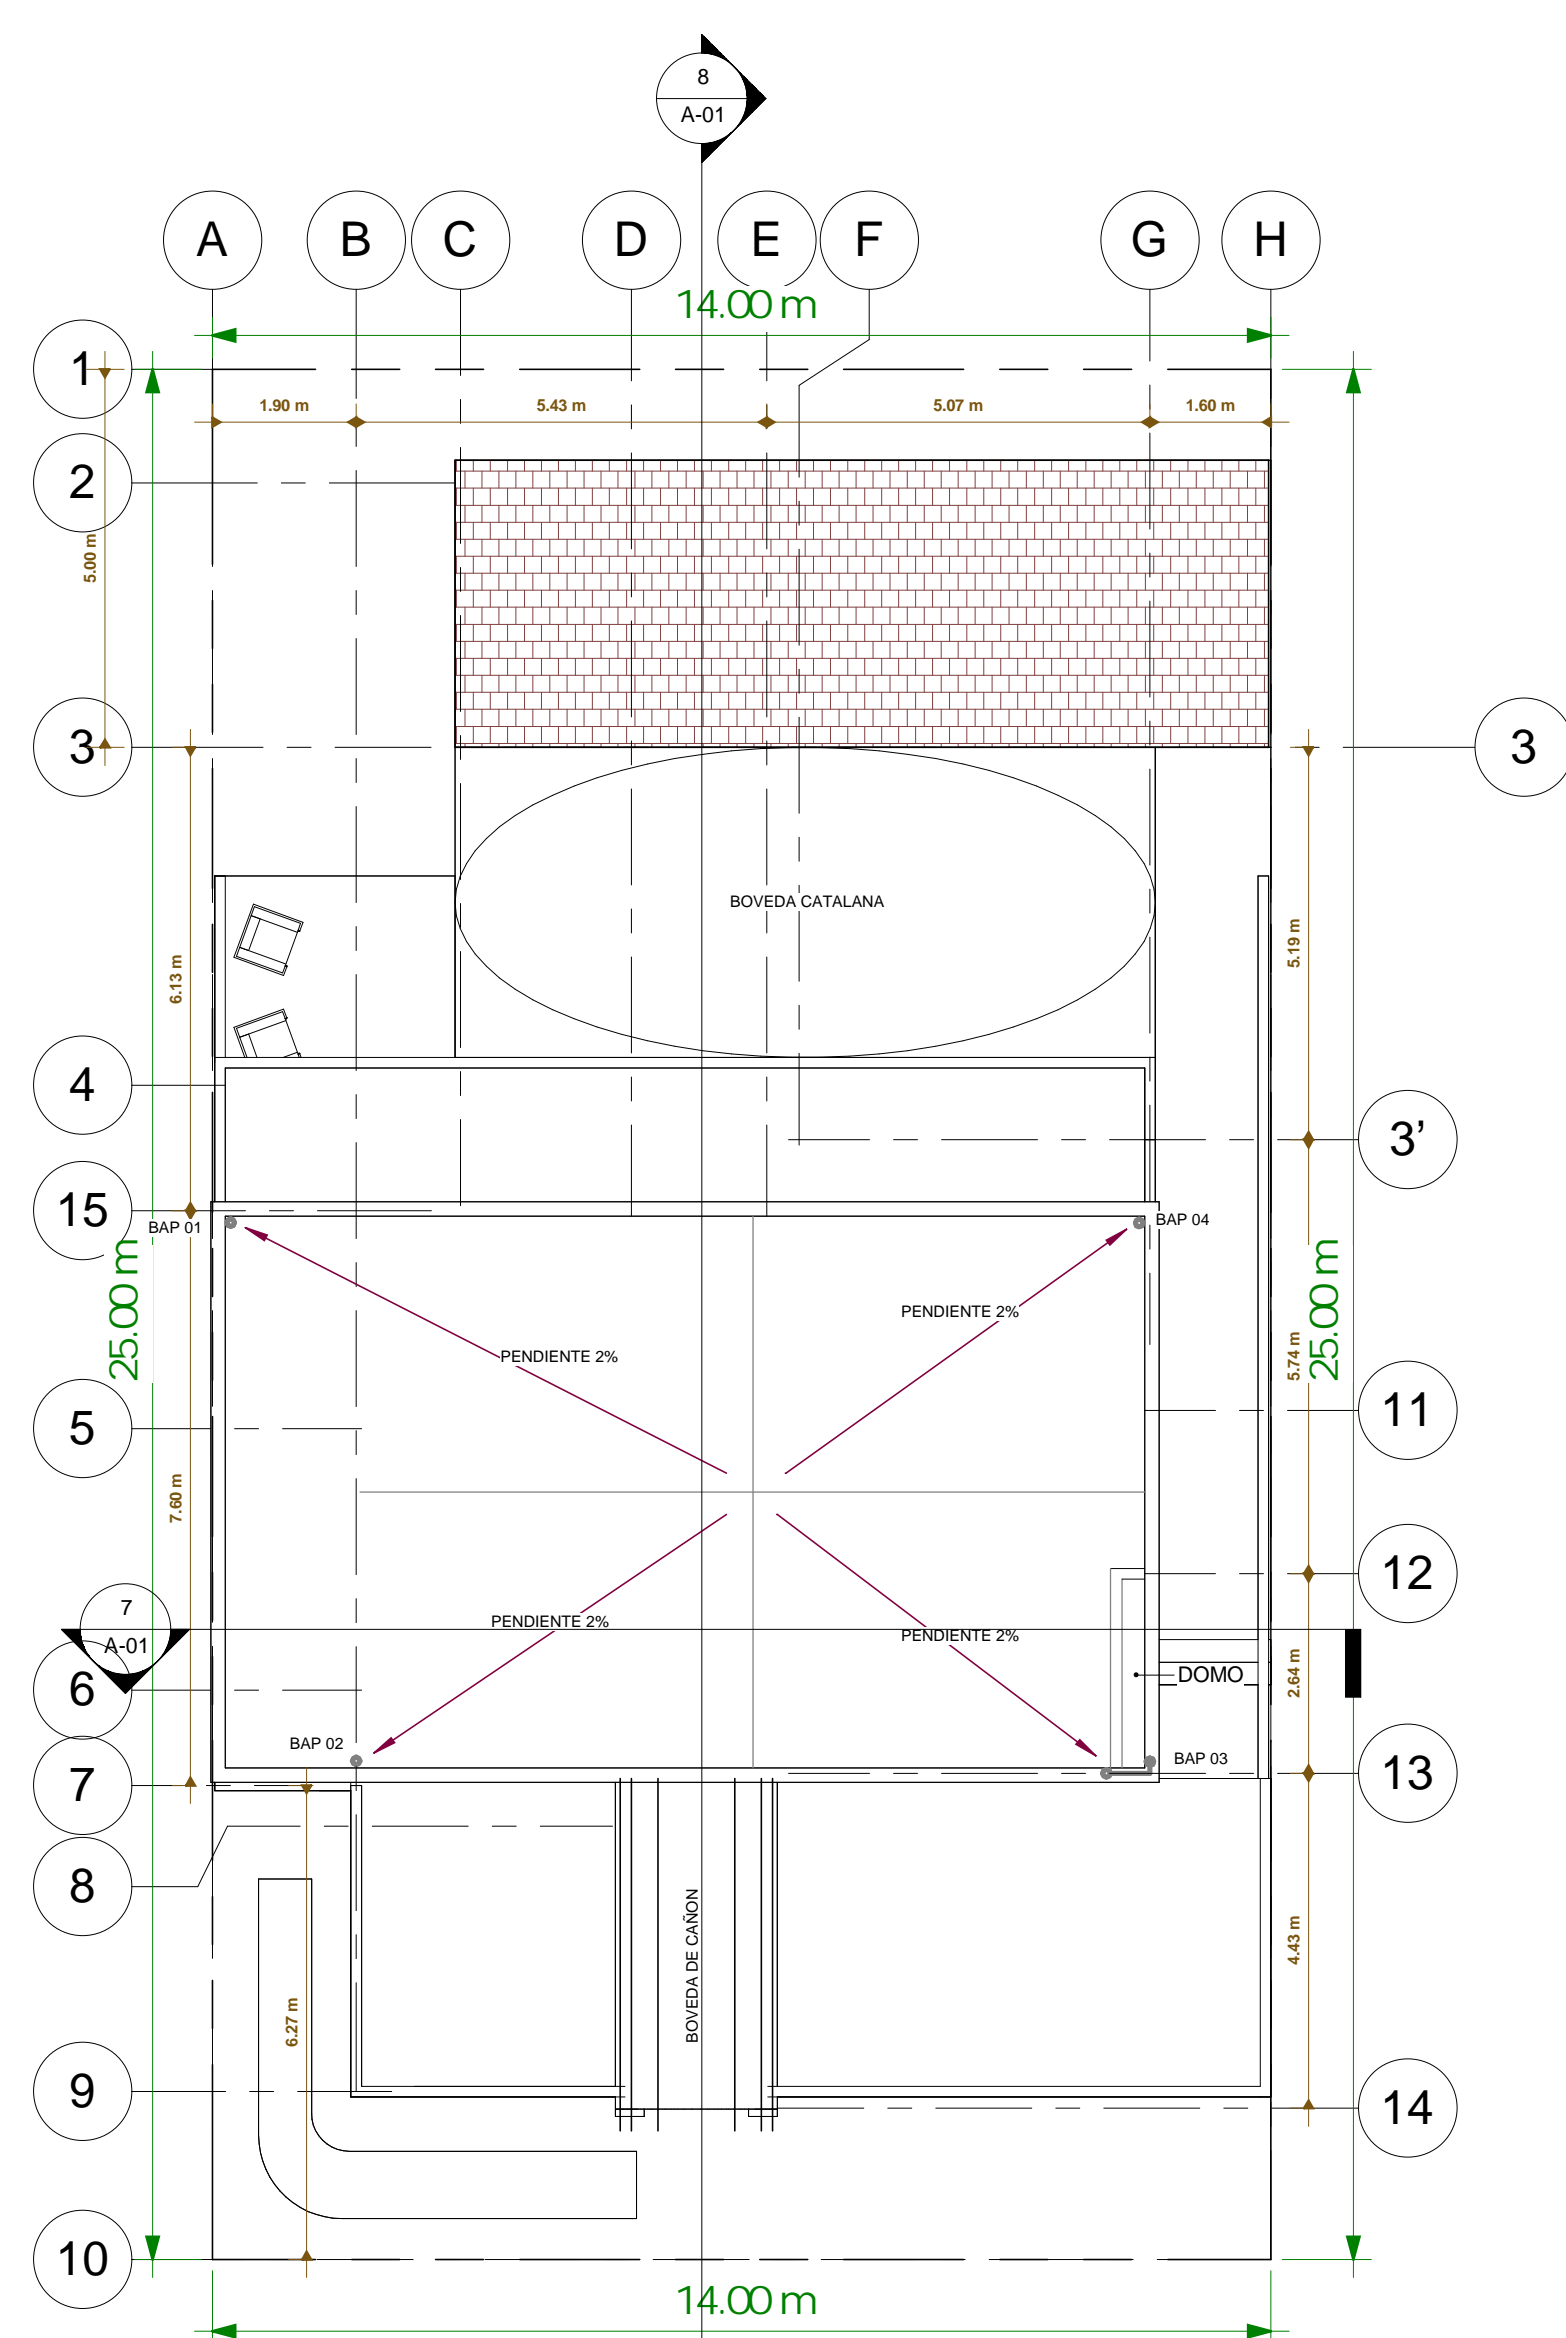 8
A-01
A
B
C
D
E
F
G
H
14.00 m
1
1.90 m
5.43 m
5.07 m
1.60 m
2
5.00 m
3
3
BOVEDA CATALANA
5.19 m
6.13 m
4
3’
15
BAP 01
BAP 04
25.00 m
PENDIENTE 2%
25.00 m
5.74 m
PENDIENTE 2%
11
5
7.60 m
12
7
A-01
PENDIENTE 2%
PENDIENTE 2%
6
DOMO
2.64 m
BAP 02
BAP 03
7
13
8
BOVEDA DE CAÑON
4.43 m
6.27 m
9
14
10
14.00 m